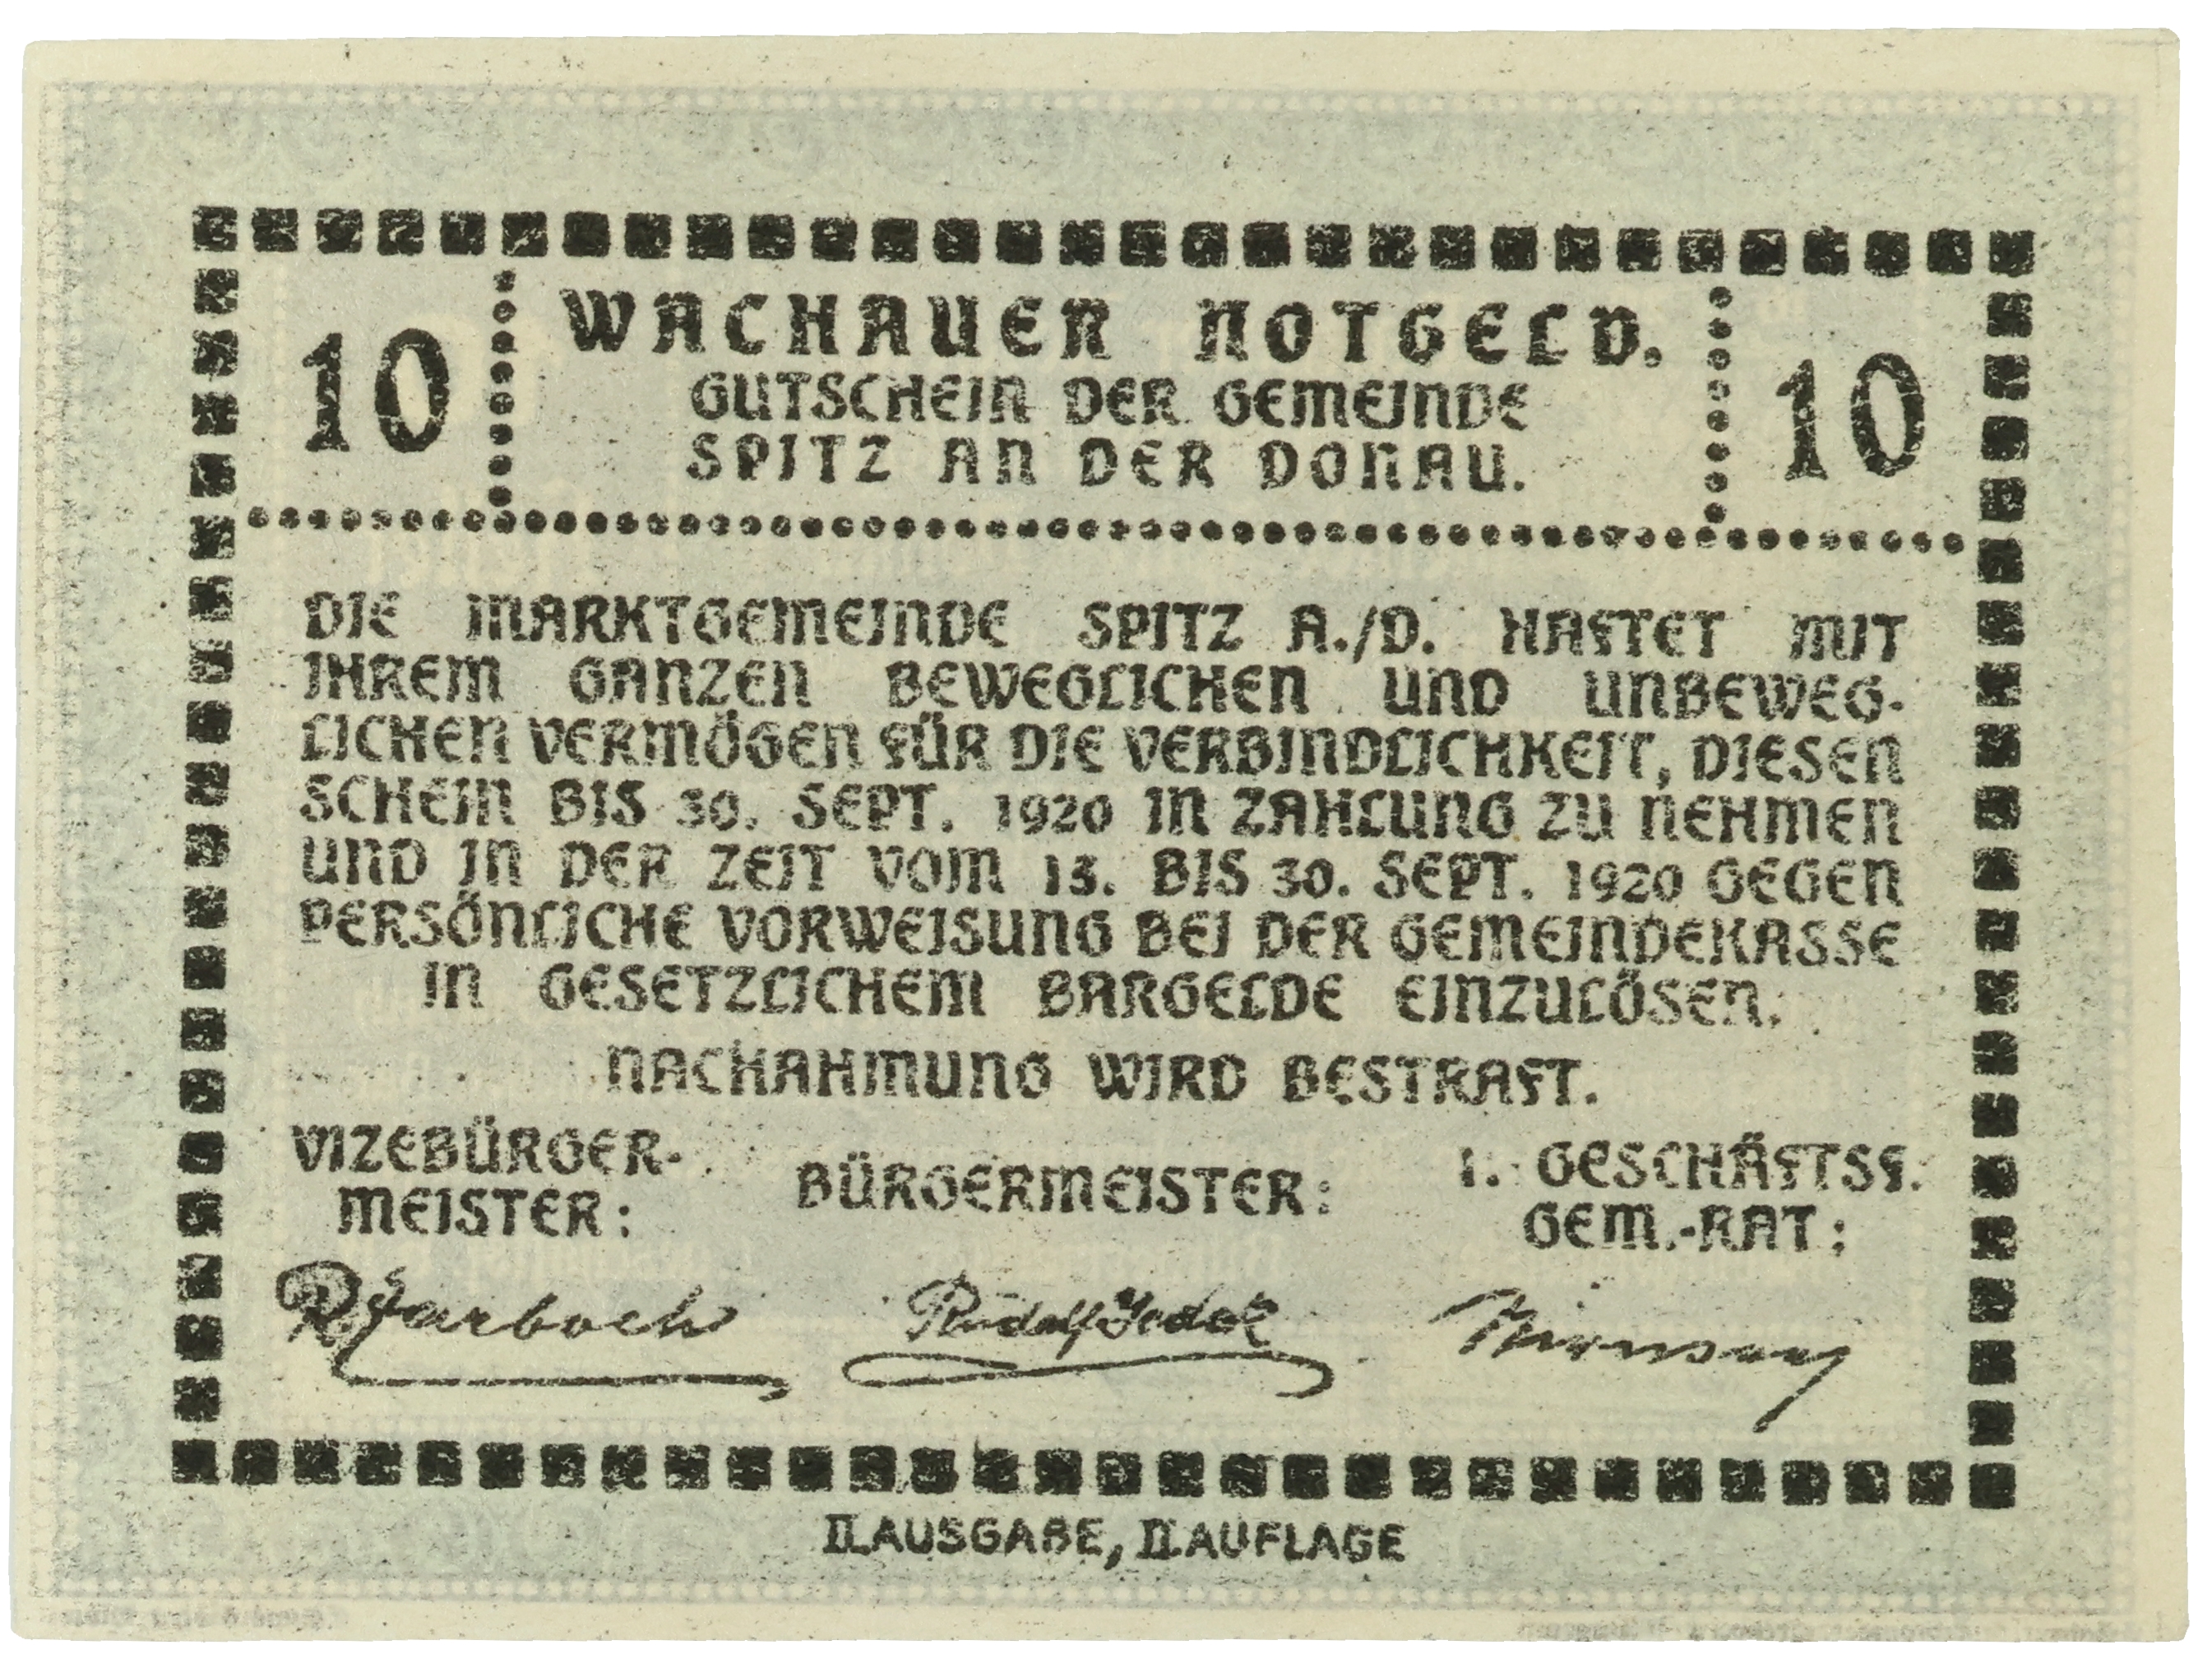 10 WACHAUER NOTGELD. 10
GUTSCHEIN DER GEMEINDE
SPITZ AN DER DONAU.
DIE MARKTGEMEINDE SPITZ A./D. HAFTET MIT
IHREM GANZEN BEWEGLICHEN UND UNBEWEG-
LICHEN VERMÖGEN FÜR DIE VERBINDLICHKEIT, DIESEN
SCHEIN BIS 30. SEPT. 1920 IN ZAHLUNG ZU NEHMEN
UND IN DER ZEIT VOM 15. BIS 30. SEPT. 1920 GEGEN
PERSÖNLICHE VORWEISUNG BEI DER GEMEINDEKASSE
IN GESETZLICHEM BARGELDE EINZULÖSEN.
NACHAHMUNG WIRD BESTRAFT.
VIZEBÜRGER-
MEISTER:
BÜRGERMEISTER:
1. GESCHÄFTSF.
GEM.-RAT:
Rudolf
II. AUSGABE, II. AUFLAGE